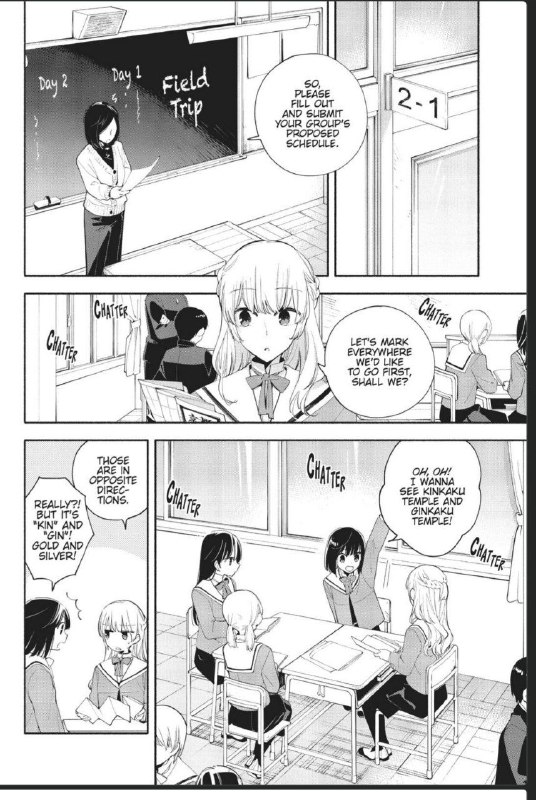 2-1
SO,
PLEASE
FILL OUT
AND SUBMIT
YOUR GROUP'S
PROPOSED
SCHEDULE.
Field
Trip
Day 1
Day 2
CHATTER
LET'S MARK
EVERYWHERE
WE'D LIKE
TO GO FIRST,
SHALL WE?
CHATTER
CHATTER
OH, OH!
I WANNA
SEE KINKAKU
TEMPLE AND
GINKAKU
TEMPLE!
CHATTER
CHATTER
CHATTER
THOSE
ARE IN
OPPOSITE
DIREC-
TIONS.
REALLY?!
BUT IT'S
"KIN" AND
"GIN"!
GOLD AND
SILVER!